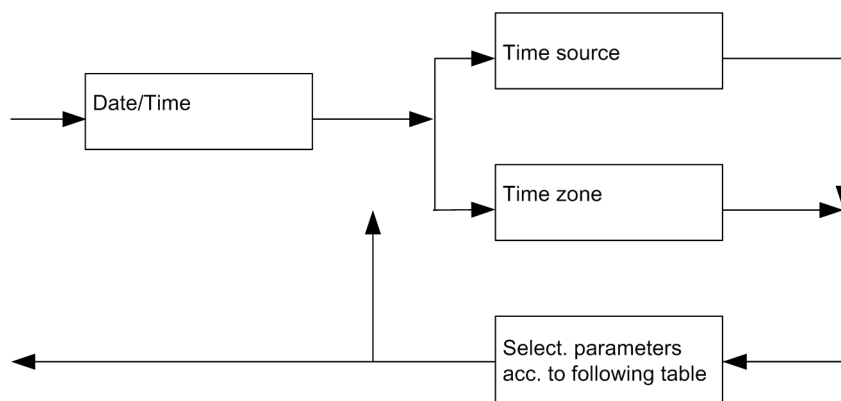 Date/Time
Time source
Time zone
Select. parameters
acc. to following table